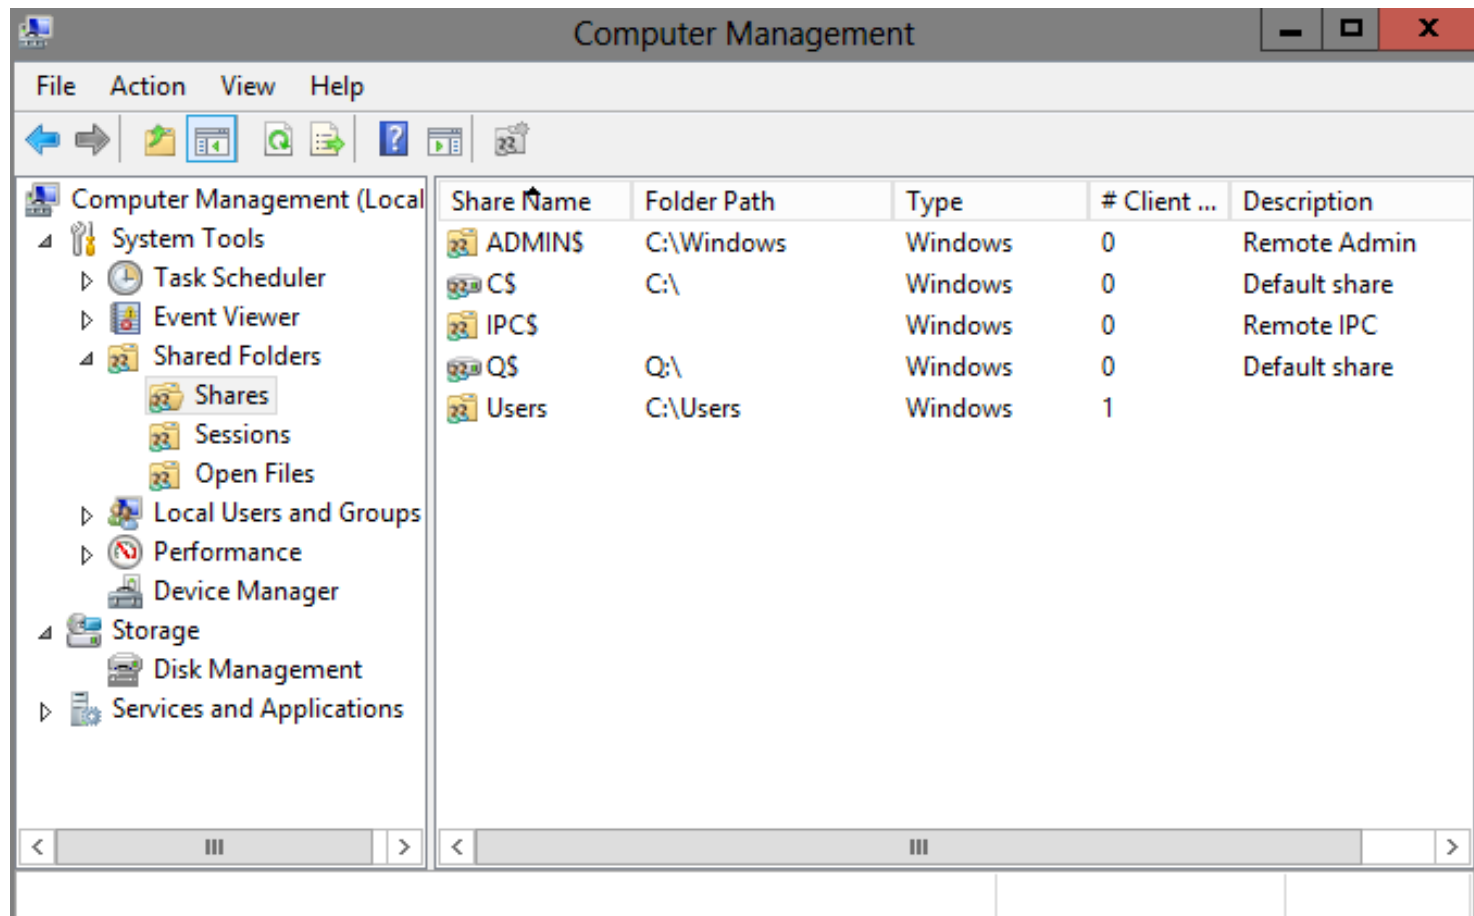 Computer Management
File Action View Help
Computer Management (Local
System Tools
Task Scheduler
Event Viewer
Shared Folders
Shares
Sessions
Open Files
Local Users and Groups
Performance
Device Manager
Storage
Disk Management
Services and Applications
Share Name Folder Path Type # Client ... Description
ADMIN$ C:\Windows Windows 0 Remote Admin
C$ C:\ Windows 0 Default share
IPC$ Windows 0 Remote IPC
Q$ Q:\ Windows 0 Default share
Users C:\Users Windows 1